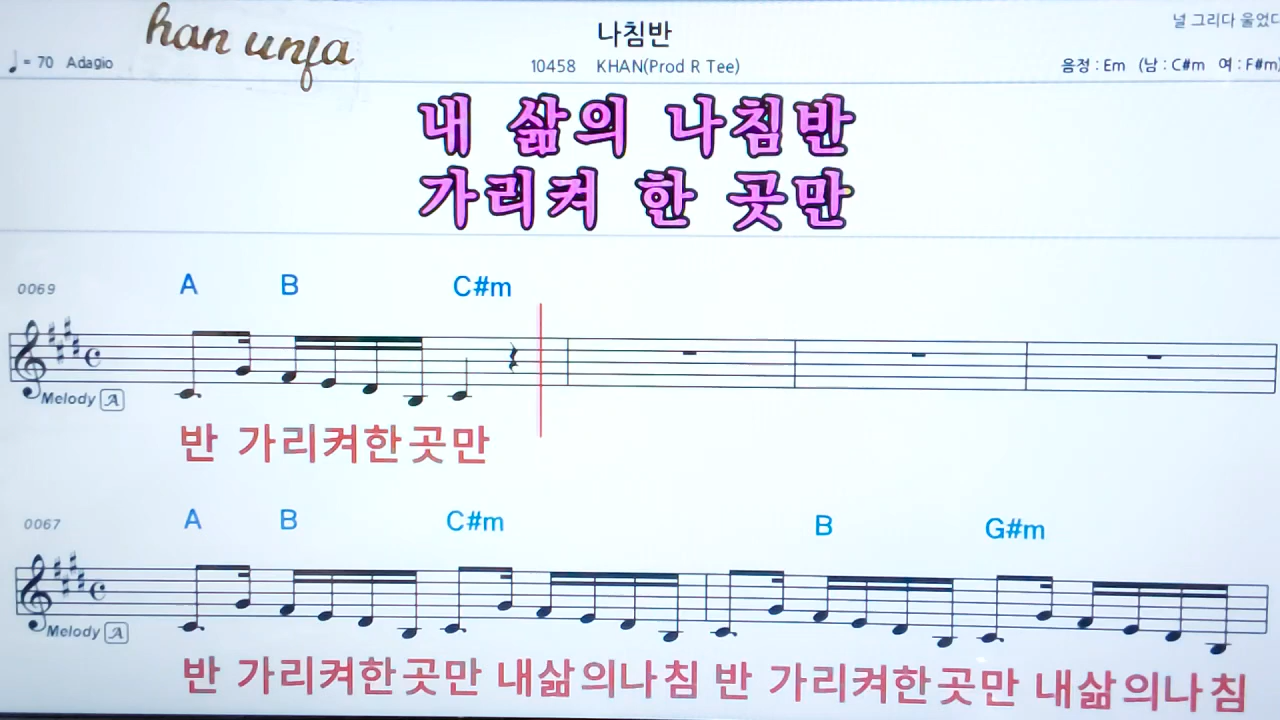 han unfa
나침반
널 그리다 울었다
♩ = 70 Adagio
10458 KHAN(Prod R Tee)
음정 : Em (남 : C#m 여 : F#m)
내 삶의 나침반
가리켜 한 곳만
0069 A B C#m
Melody A
반 가리켜한곳만
0067 A B C#m B G#m
Melody A
반 가리켜한곳만 내삶의나침 반 가리켜한곳만 내삶의나침